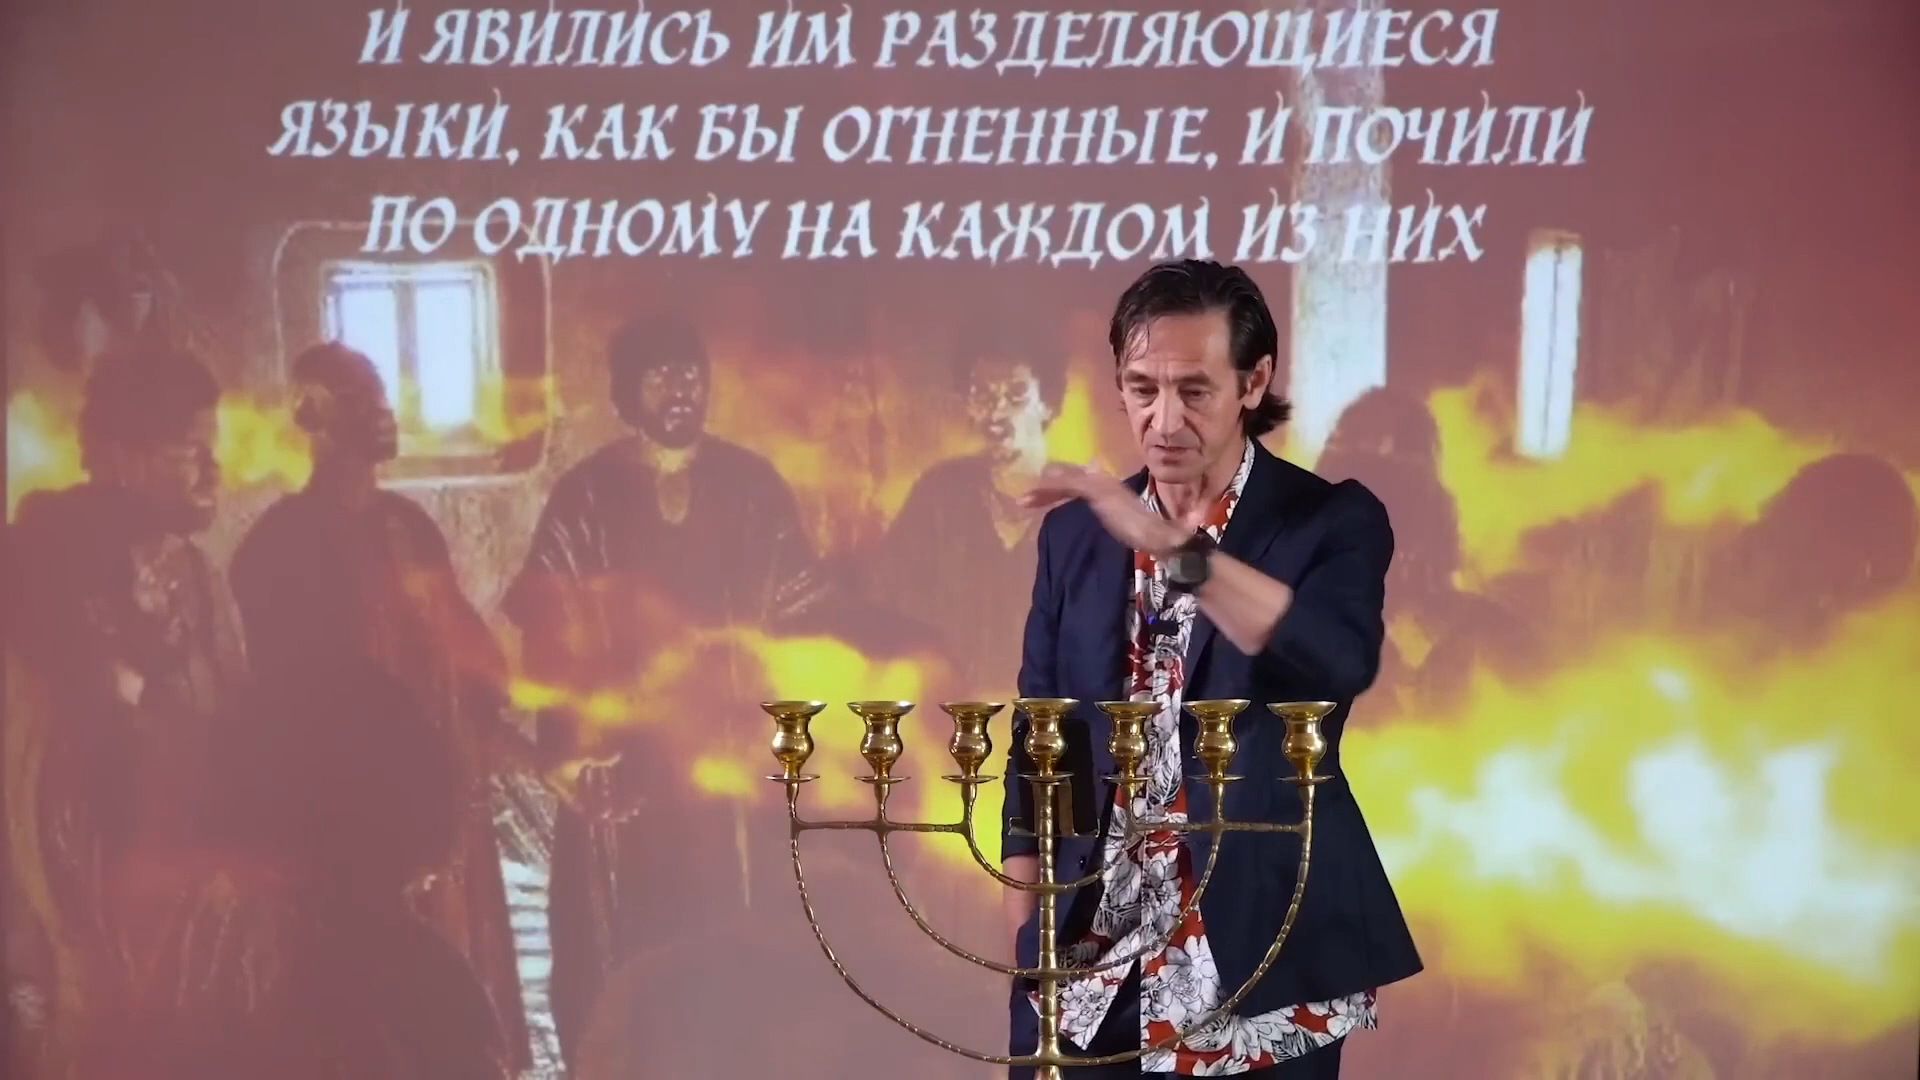 И ЯВИЛИСЬ ИМ РАЗДЕЛЯЮЩИЕСЯ
ЯЗЫКИ, КАК БЫ ОГНЕННЫЕ, И ПОЧИЛИ
ПО ОДНОМУ НА КАЖДОМ ИЗ НИХ